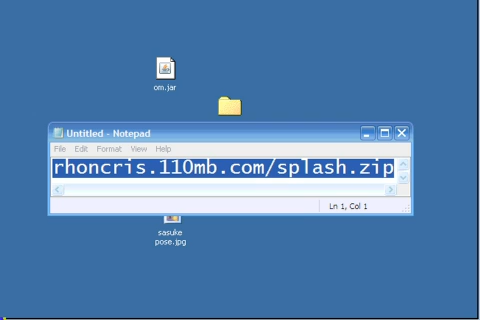 om.jar
Untitled - Notepad
File Edit Format View Help
rhoncris.110mb.com/splash.zip
Ln 1, Col 1
sasuke
pose.jpg